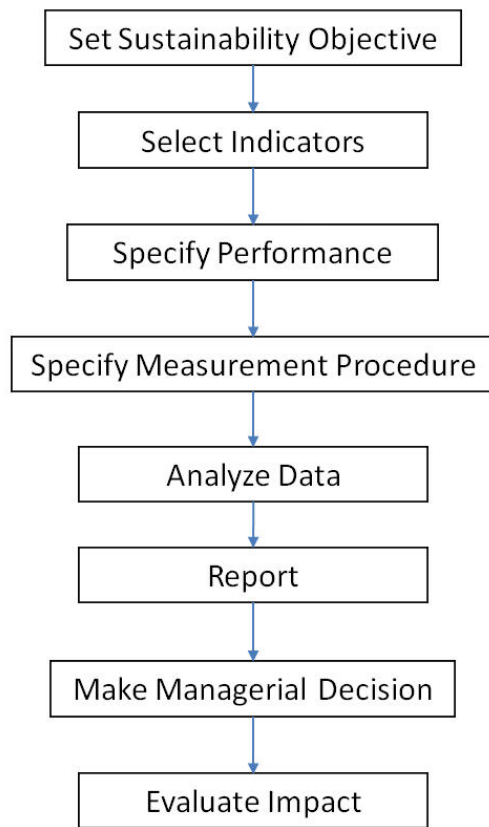 Set Sustainability Objective
Select Indicators
Specify Performance
Specify Measurement Procedure
Analyze Data
Report
Make Managerial Decision
Evaluate Impact